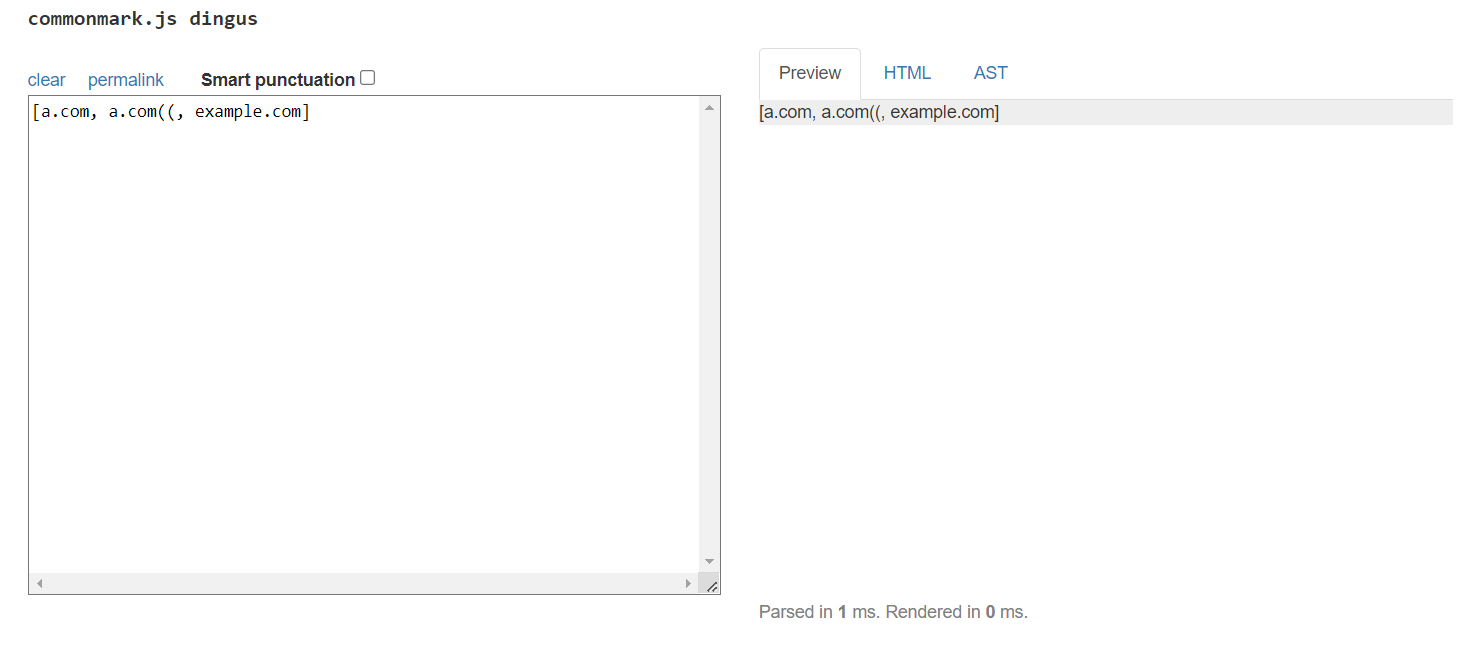 commonmark.js dingus
clear permalink Smart punctuation
[a.com, a.com((, example.com]
Preview HTML AST
[a.com, a.com((, example.com]
Parsed in 1 ms. Rendered in 0 ms.